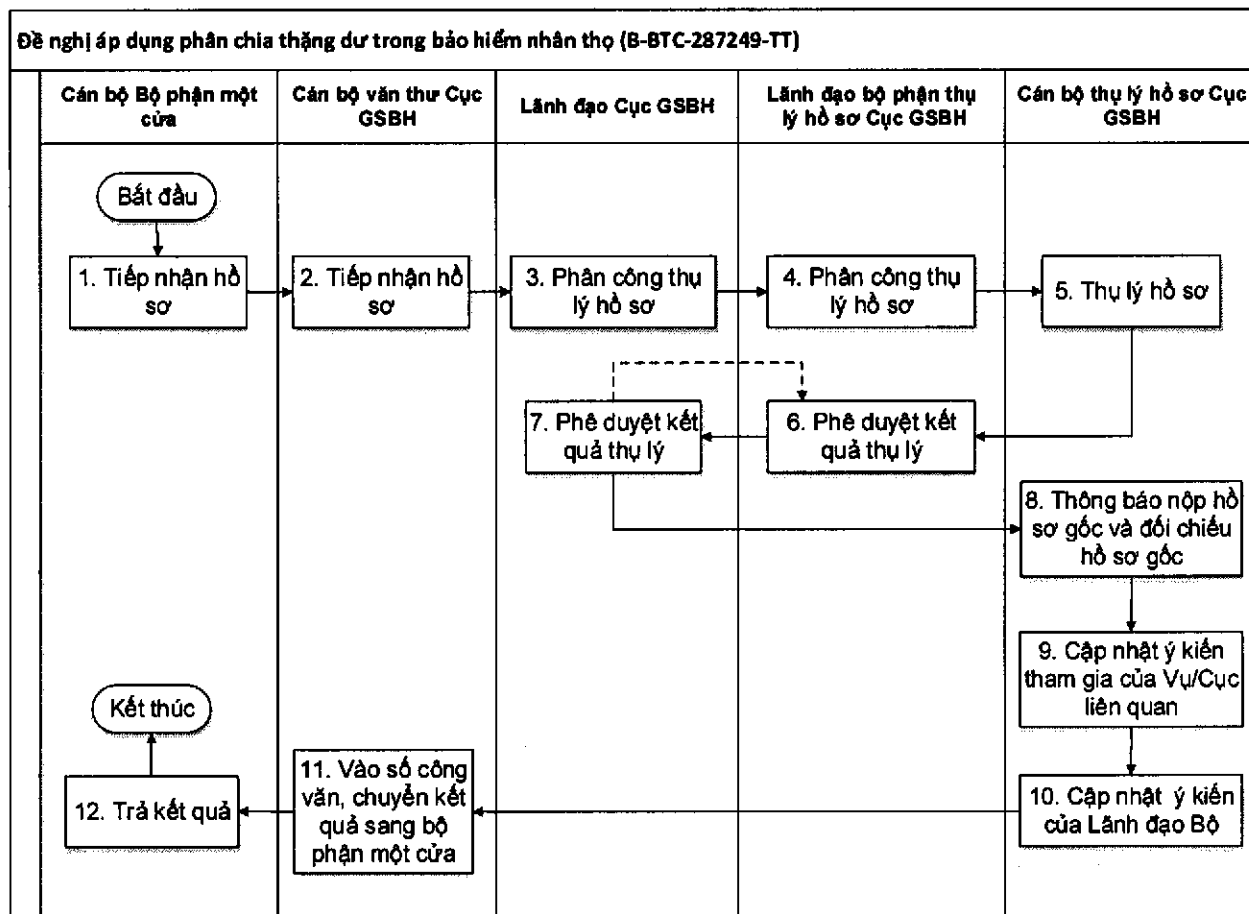 Đề nghị áp dụng phân chia thặng dư trong bảo hiểm nhân thọ (B-BTC-287249-TT)
Cán bộ Bộ phận một
cửa
Cán bộ văn thư Cục
GSBH
Lãnh đạo Cục GSBH
Lãnh đạo bộ phận thụ
lý hồ sơ Cục GSBH
Cán bộ thụ lý hồ sơ Cục
GSBH
Bắt đầu
1. Tiếp nhận hồ
sơ
2. Tiếp nhận hồ
sơ
3. Phân công thụ
lý hồ sơ
4. Phân công thụ
lý hồ sơ
5. Thụ lý hồ sơ
7. Phê duyệt kết
quả thụ lý
6. Phê duyệt kết
quả thụ lý
8. Thông báo nộp hồ
sơ gốc và đối chiếu
hồ sơ gốc
9. Cập nhật ý kiến
tham gia của Vụ/Cục
liên quan
Kết thúc
12. Trả kết quả
11. Vào số công
văn, chuyển kết
quả sang bộ
phận một cửa
10. Cập nhật ý kiến
của Lãnh đạo Bộ